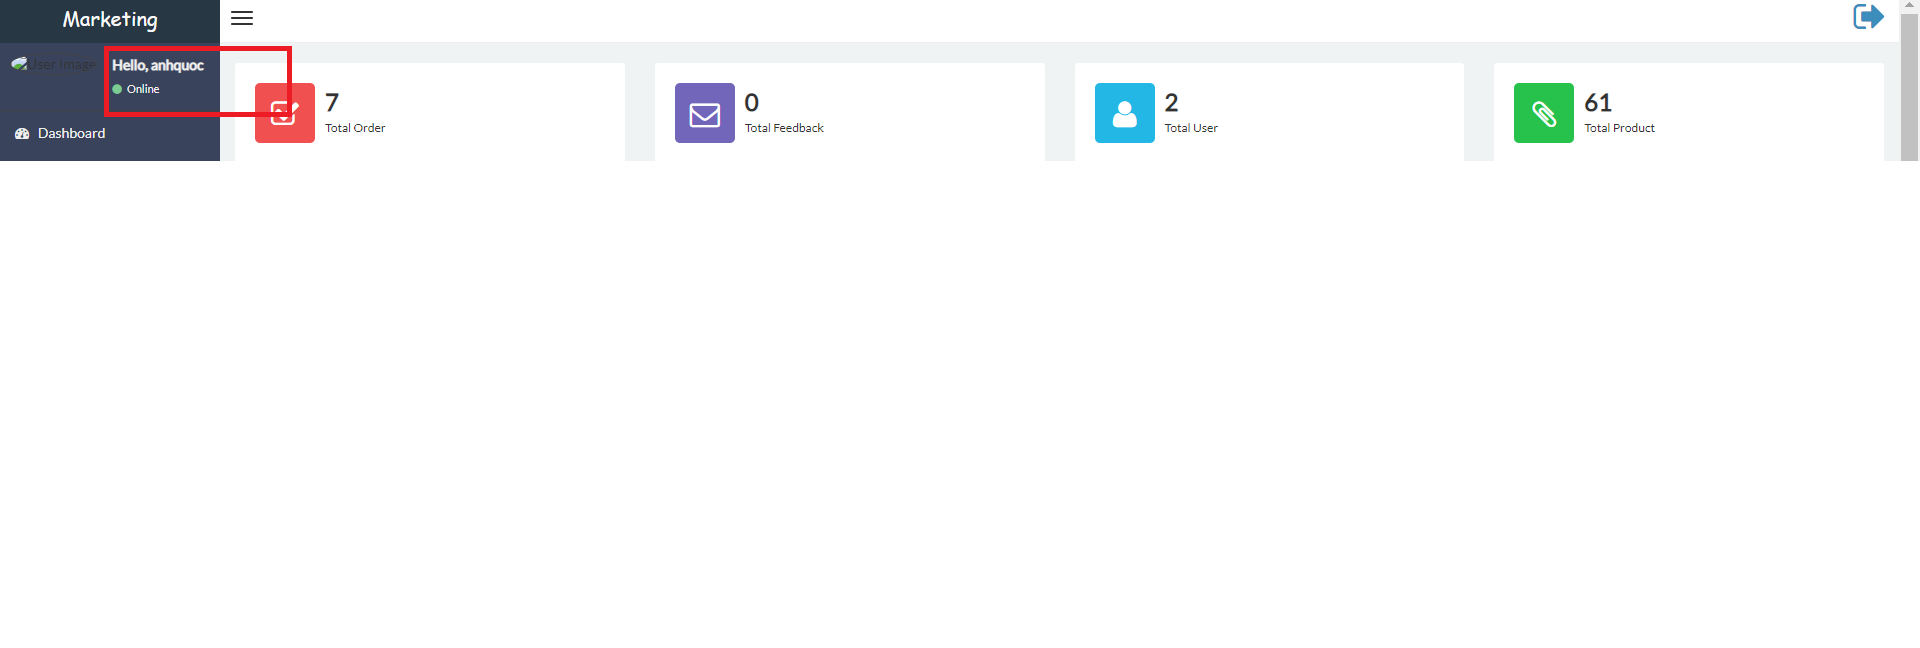 Marketing
User Image
Hello, anhquoc
Online
Dashboard
7
Total Order
0
Total Feedback
2
Total User
61
Total Product